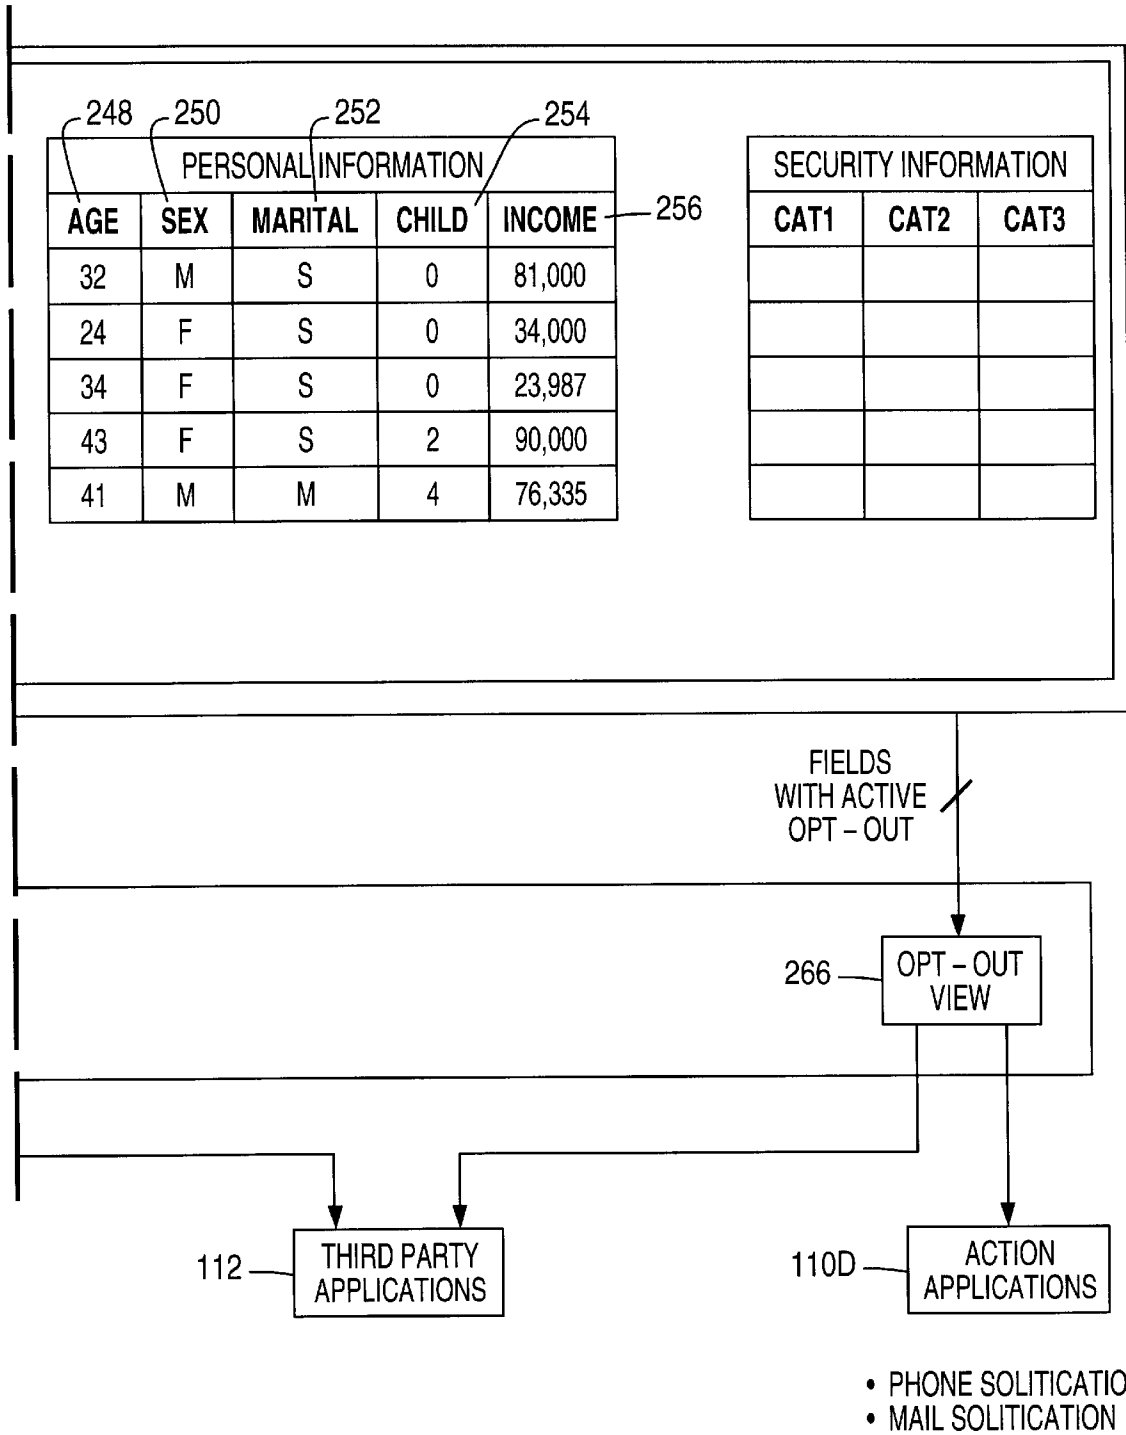 248 250 252 254
PERSONAL INFORMATION
AGE SEX MARITAL CHILD INCOME 256
32 M S 0 81,000
24 F S 0 34,000
34 F S 0 23,987
43 F S 2 90,000
41 M M 4 76,335
SECURITY INFORMATION
CAT1 CAT2 CAT3
FIELDS
WITH ACTIVE
OPT – OUT
266
OPT – OUT
VIEW
112
THIRD PARTY
APPLICATIONS
110D
ACTION
APPLICATIONS
• PHONE SOLITICATIO
• MAIL SOLITICATION